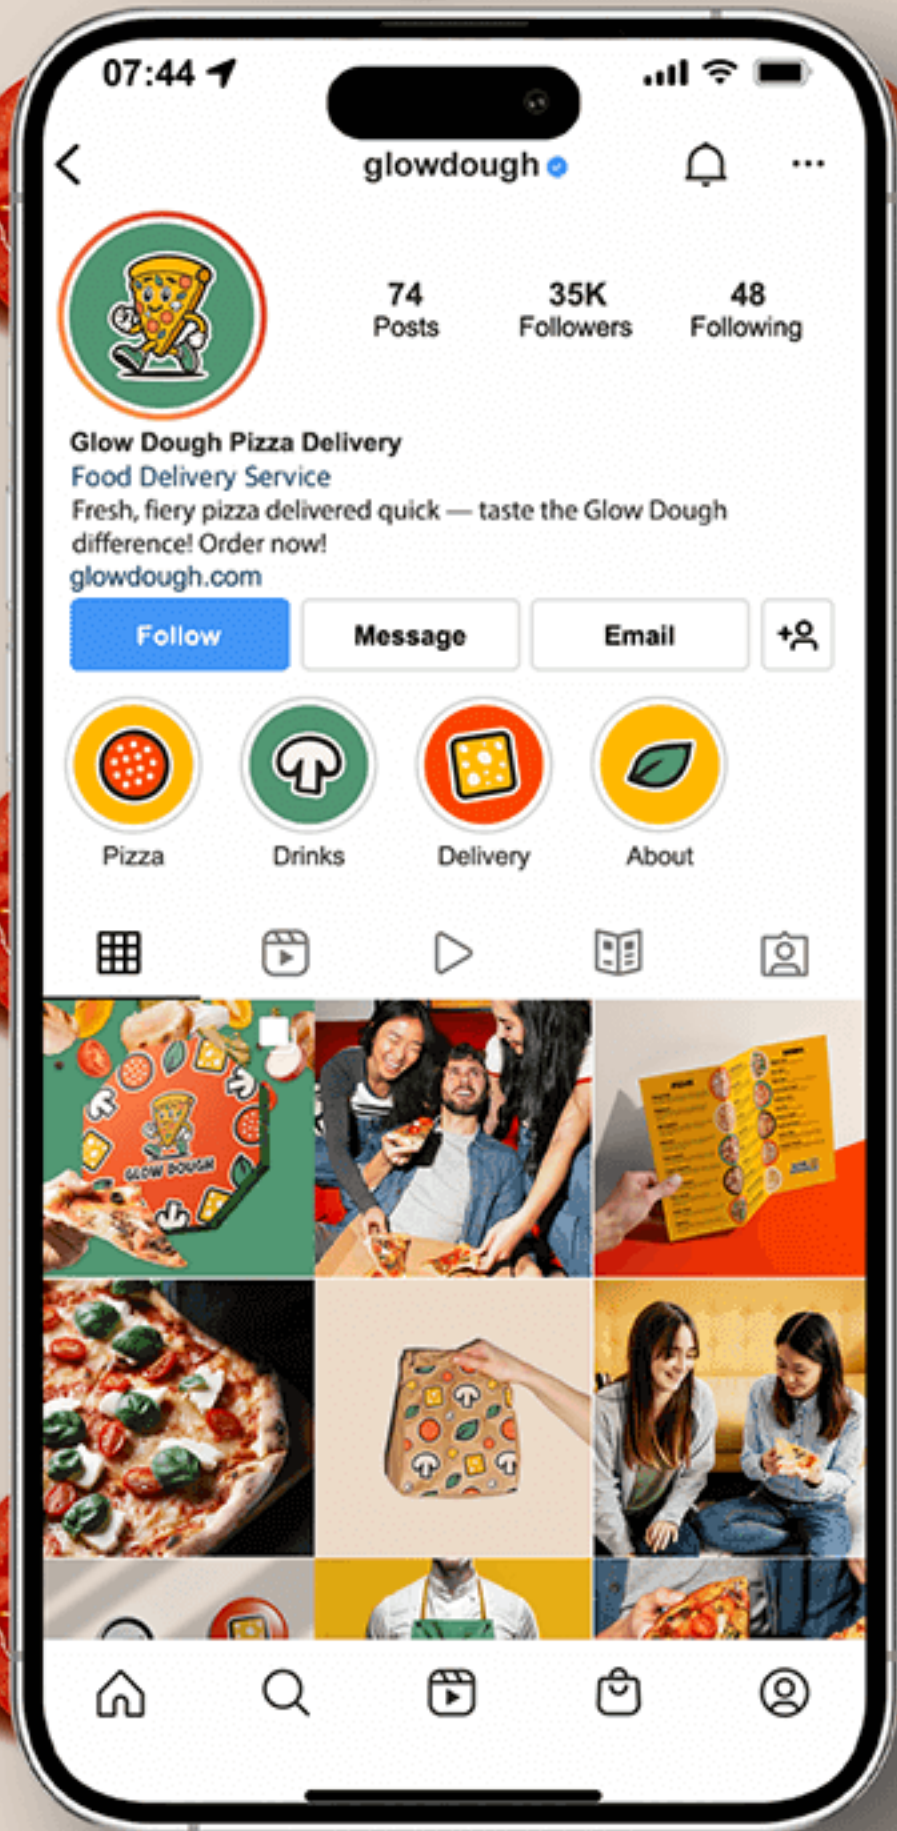 07:44
glowdough
74
Posts
35K
Followers
48
Following
Glow Dough Pizza Delivery
Food Delivery Service
Fresh, fiery pizza delivered quick — taste the Glow Dough
difference! Order now!
glowdough.com
Follow
Message
Email
Pizza
Drinks
Delivery
About
GLOW DOUGH